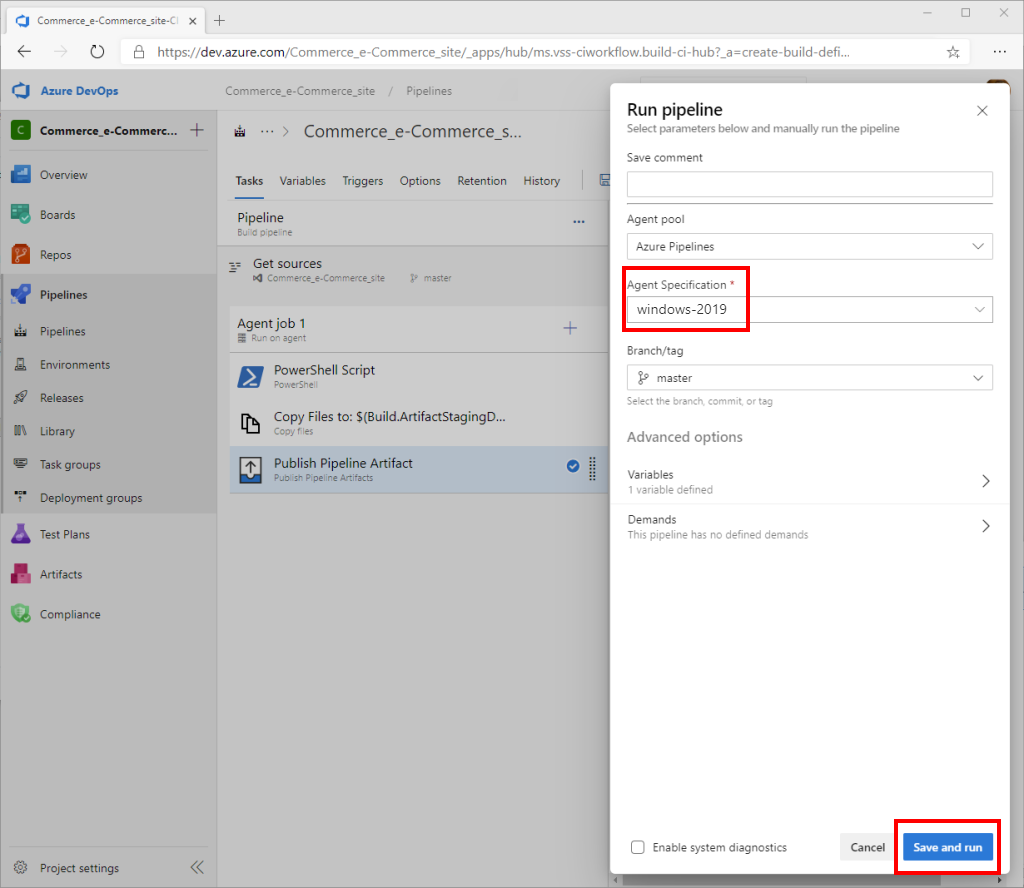 Commerce_e-Commerce_site-Cl
https://dev.azure.com/Commerce_e-Commerce_site/_apps/hub/ms.vss-ciworkflow.build-ci-hub?_a=create-build-defi...
Azure DevOps
Commerce_e-Commerce_site / Pipelines
C Commerce_e-Commerc...
Overview
Boards
Repos
Pipelines
Pipelines
Environments
Releases
Library
Task groups
Deployment groups
Test Plans
Artifacts
Compliance
Project settings
Commerce_e-Commerce_s...
Tasks Variables Triggers Options Retention History
Pipeline
Build pipeline
Get sources
Commerce_e-Commerce_site master
Agent job 1
Run on agent
PowerShell Script
PowerShell
Copy Files to: $(Build.ArtifactStagingD...
Copy files
Publish Pipeline Artifact
Publish Pipeline Artifacts
Run pipeline
Select parameters below and manually run the pipeline
Save comment
Agent pool
Azure Pipelines
Agent Specification *
windows-2019
Branch/tag
master
Select the branch, commit, or tag
Advanced options
Variables
1 variable defined
Demands
This pipeline has no defined demands
Enable system diagnostics
Cancel
Save and run